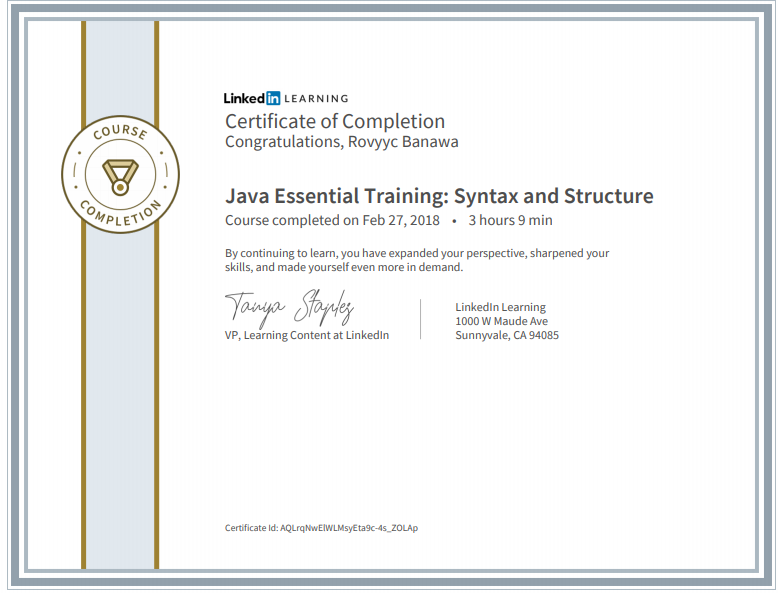 COURSE
COMPLETION
Linkedin LEARNING
Certificate of Completion
Congratulations, Rovyyc Banawa
Java Essential Training: Syntax and Structure
Course completed on Feb 27, 2018 • 3 hours 9 min
By continuing to learn, you have expanded your perspective, sharpened your
skills, and made yourself even more in demand.
Tanya Staples
VP, Learning Content at LinkedIn
LinkedIn Learning
1000 W Maude Ave
Sunnyvale, CA 94085
Certificate Id: AQLrqNwElWLMsyEta9c-4s_ZOLAp